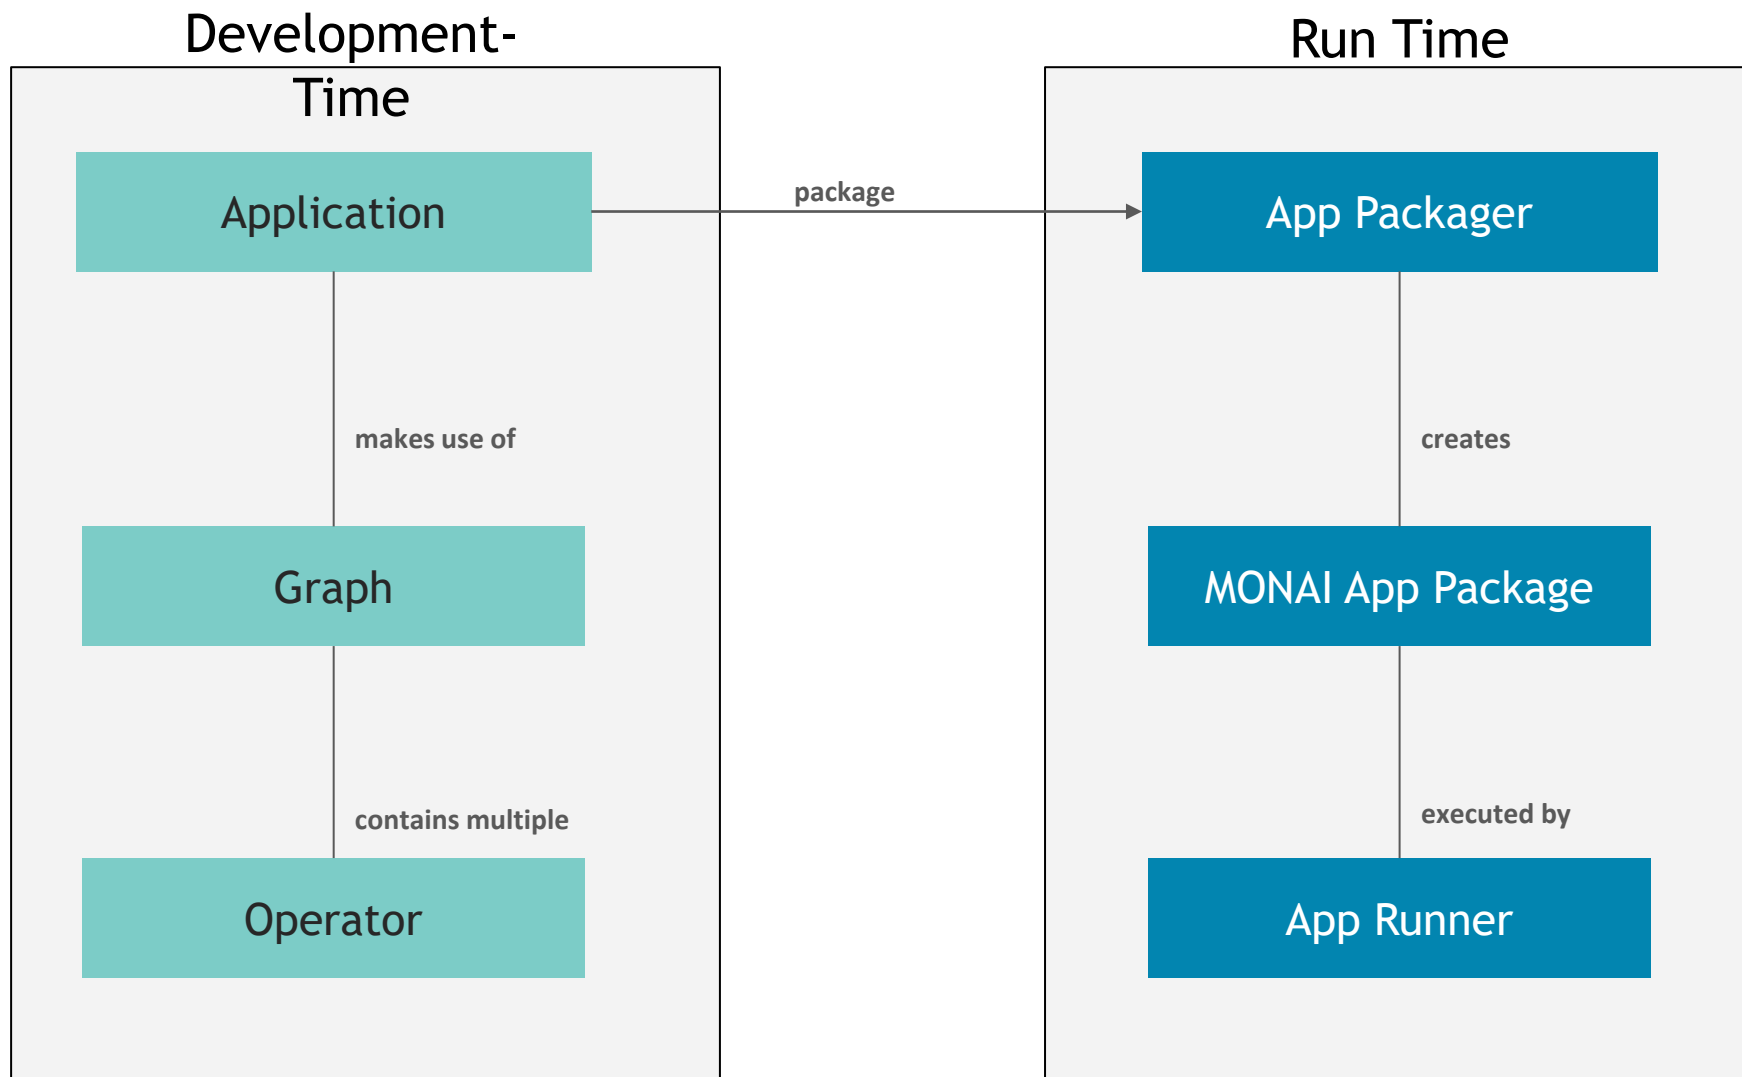 Development-
Time
Application
makes use of
Graph
contains multiple
Operator
package
Run Time
App Packager
creates
MONAI App Package
executed by
App Runner